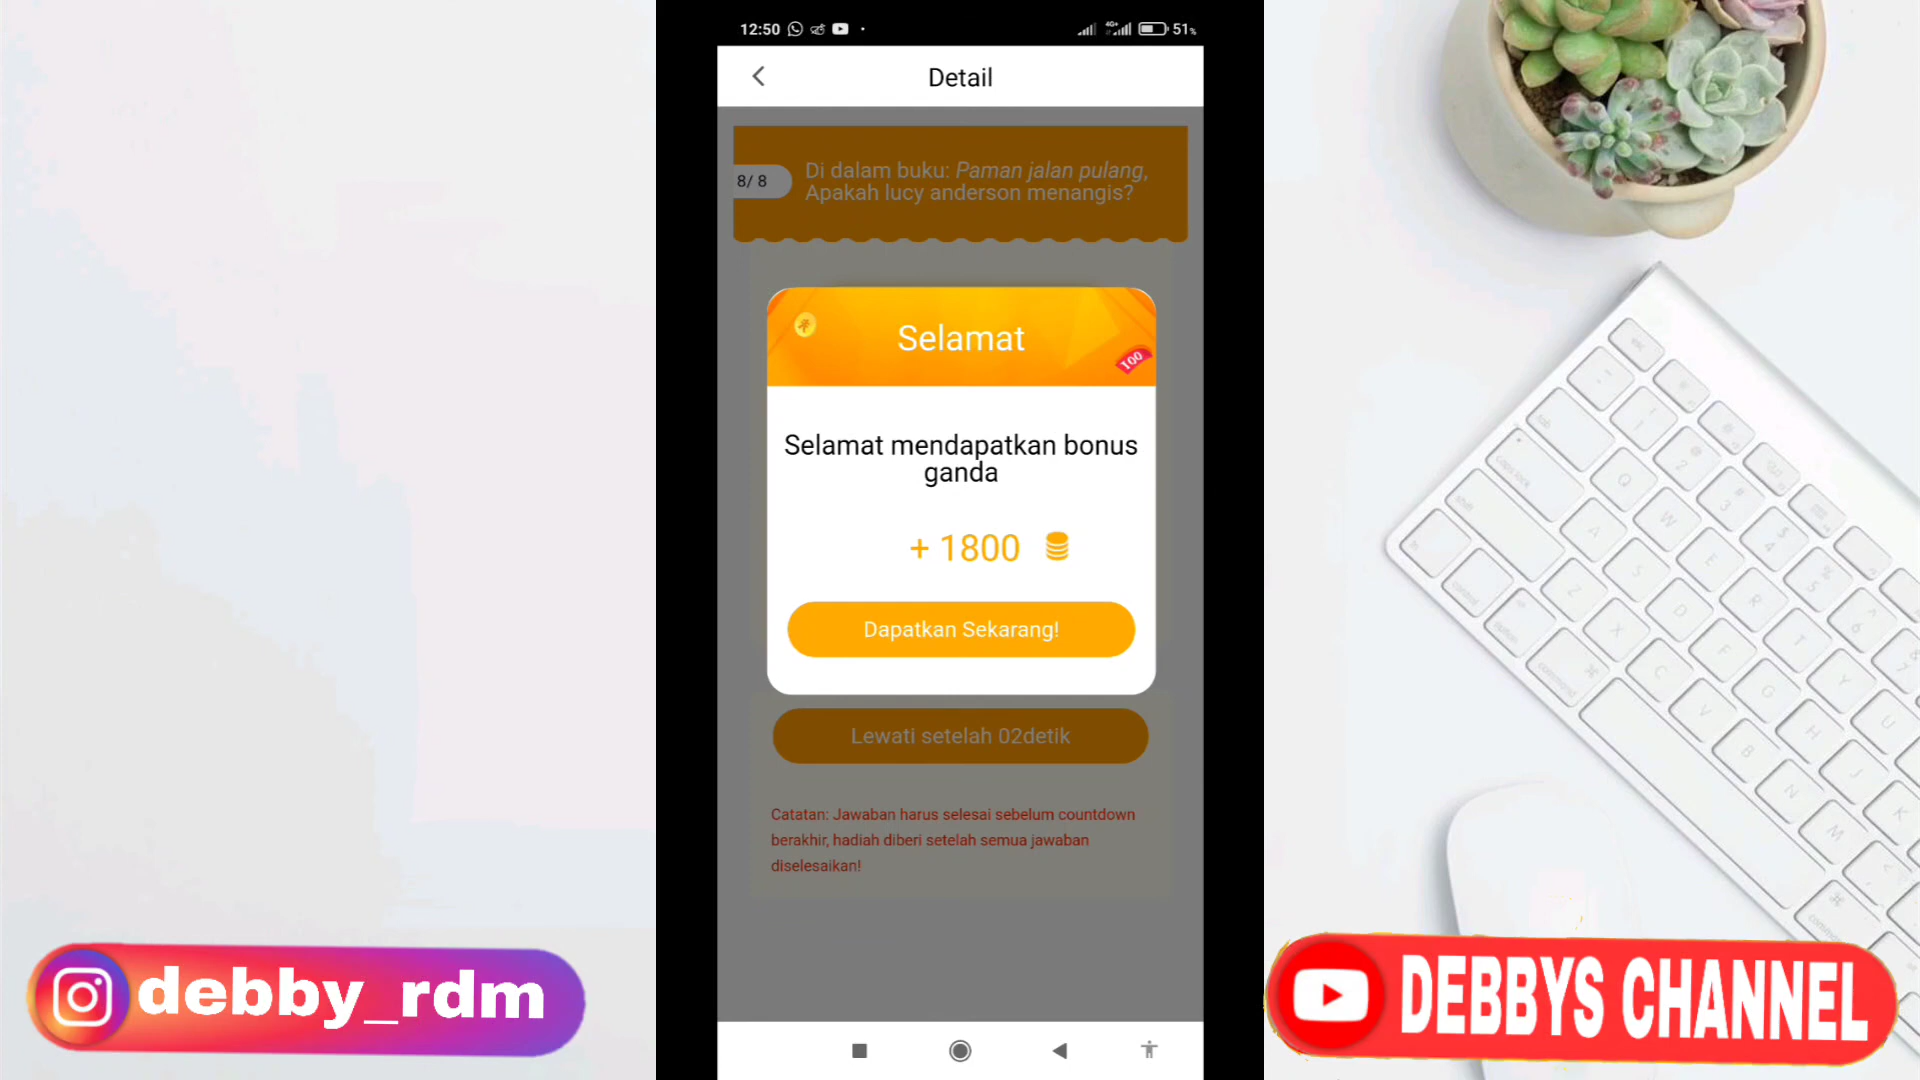 12:50
4G+
51%
Detail
8/ 8
Di dalam buku: Paman jalan pulang,
Apakah lucy anderson menangis?
Selamat
100
Selamat mendapatkan bonus
ganda
+ 1800
Dapatkan Sekarang!
Lewati setelah 02detik
Catatan: Jawaban harus selesai sebelum countdown
berakhir, hadiah diberi setelah semua jawaban
diselesaikan!
debby_rdm
DEBBYS CHANNEL